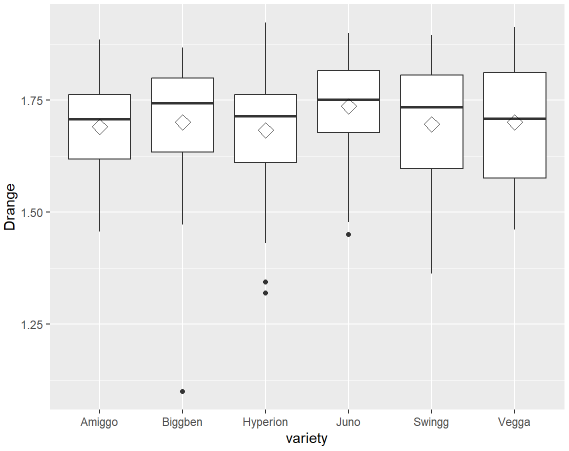 Drange
1.75
1.50
1.25
Amiggo Biggben Hyperion Juno Swingg Vegga
variety